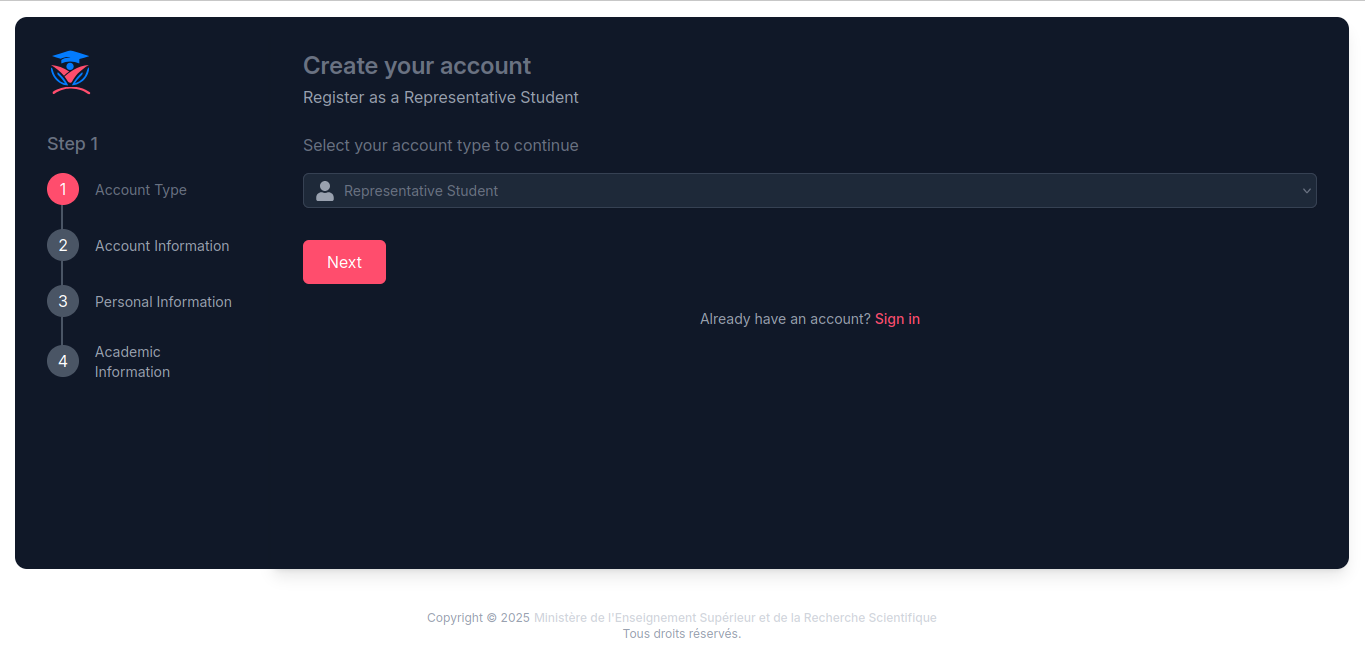 Create your account
Register as a Representative Student
Step 1
Select your account type to continue
1 Account Type
Representative Student
2 Account Information
Next
3 Personal Information
Already have an account? Sign in
4 Academic
Information
Copyright © 2025 Ministère de l'Enseignement Supérieur et de la Recherche Scientifique
Tous droits réservés.